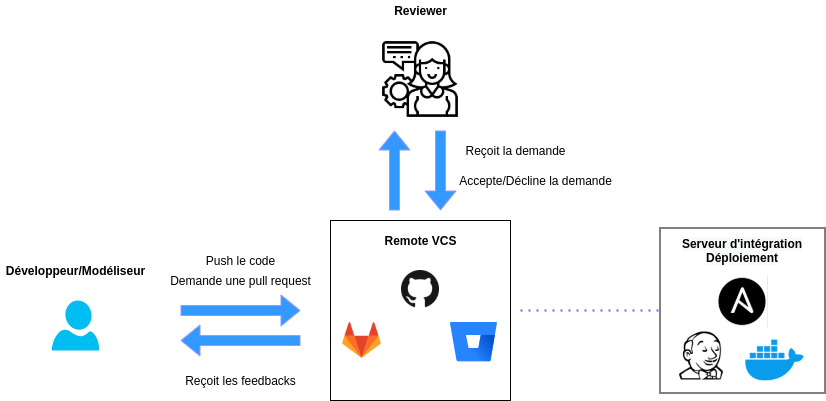 Reviewer
Reçoit la demande
Accepte/Décline la demande
Développeur/Modéliseur
Push le code
Demande une pull request
Reçoit les feedbacks
Remote VCS
Serveur d'intégration
Déploiement